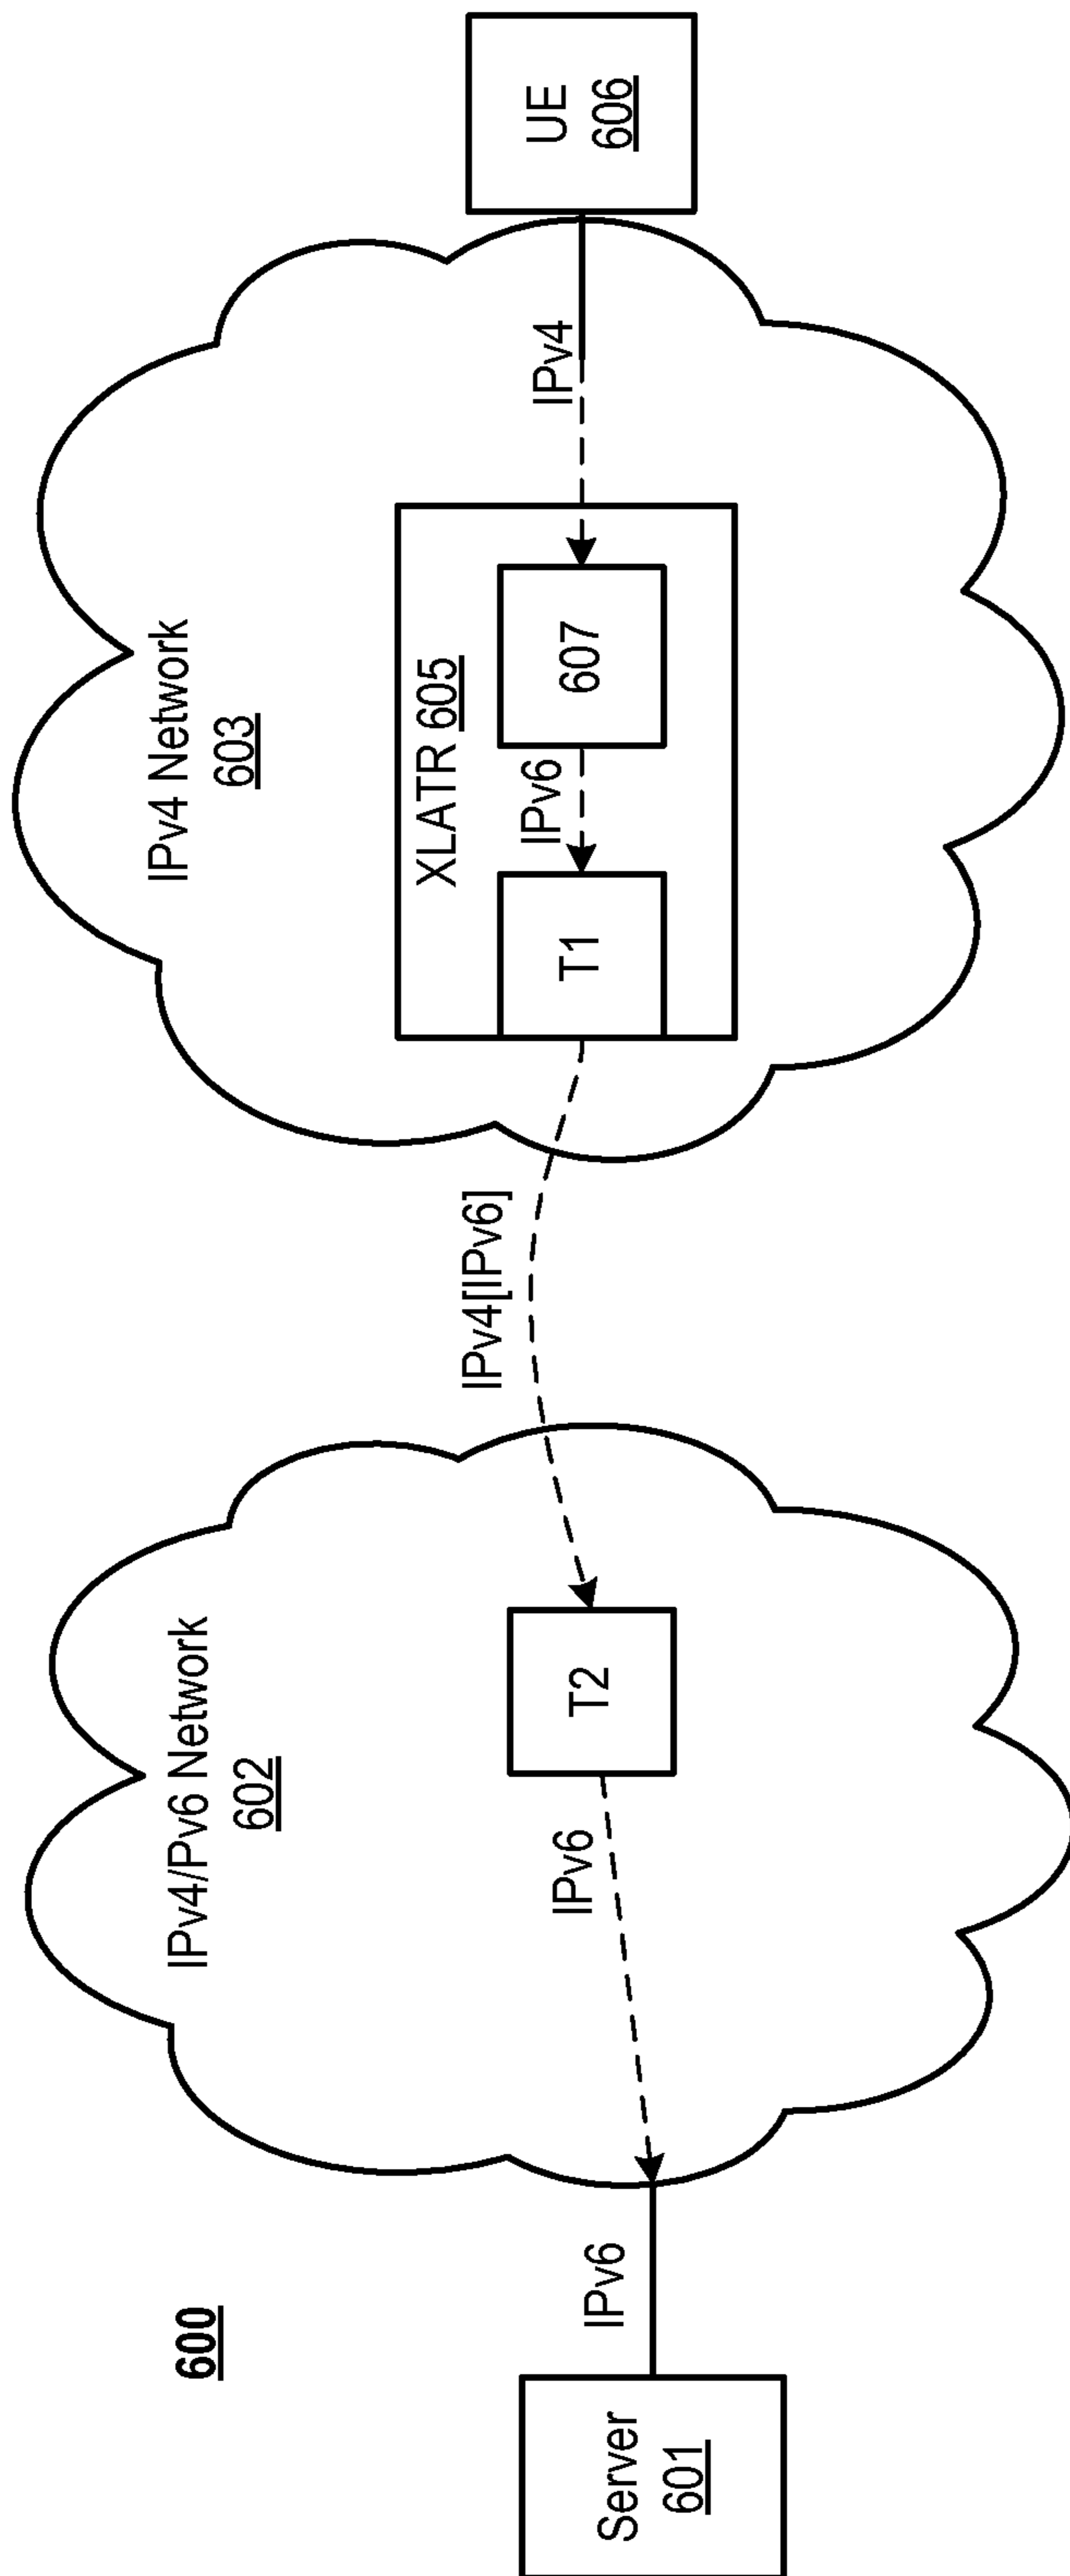 600
Server
601
IPv6
IPv4/Pv6 Network
602
IPv6
T2
IPv4[IPv6]
IPv4 Network
603
XLATR 605
T1
IPv6
607
IPv4
UE
606